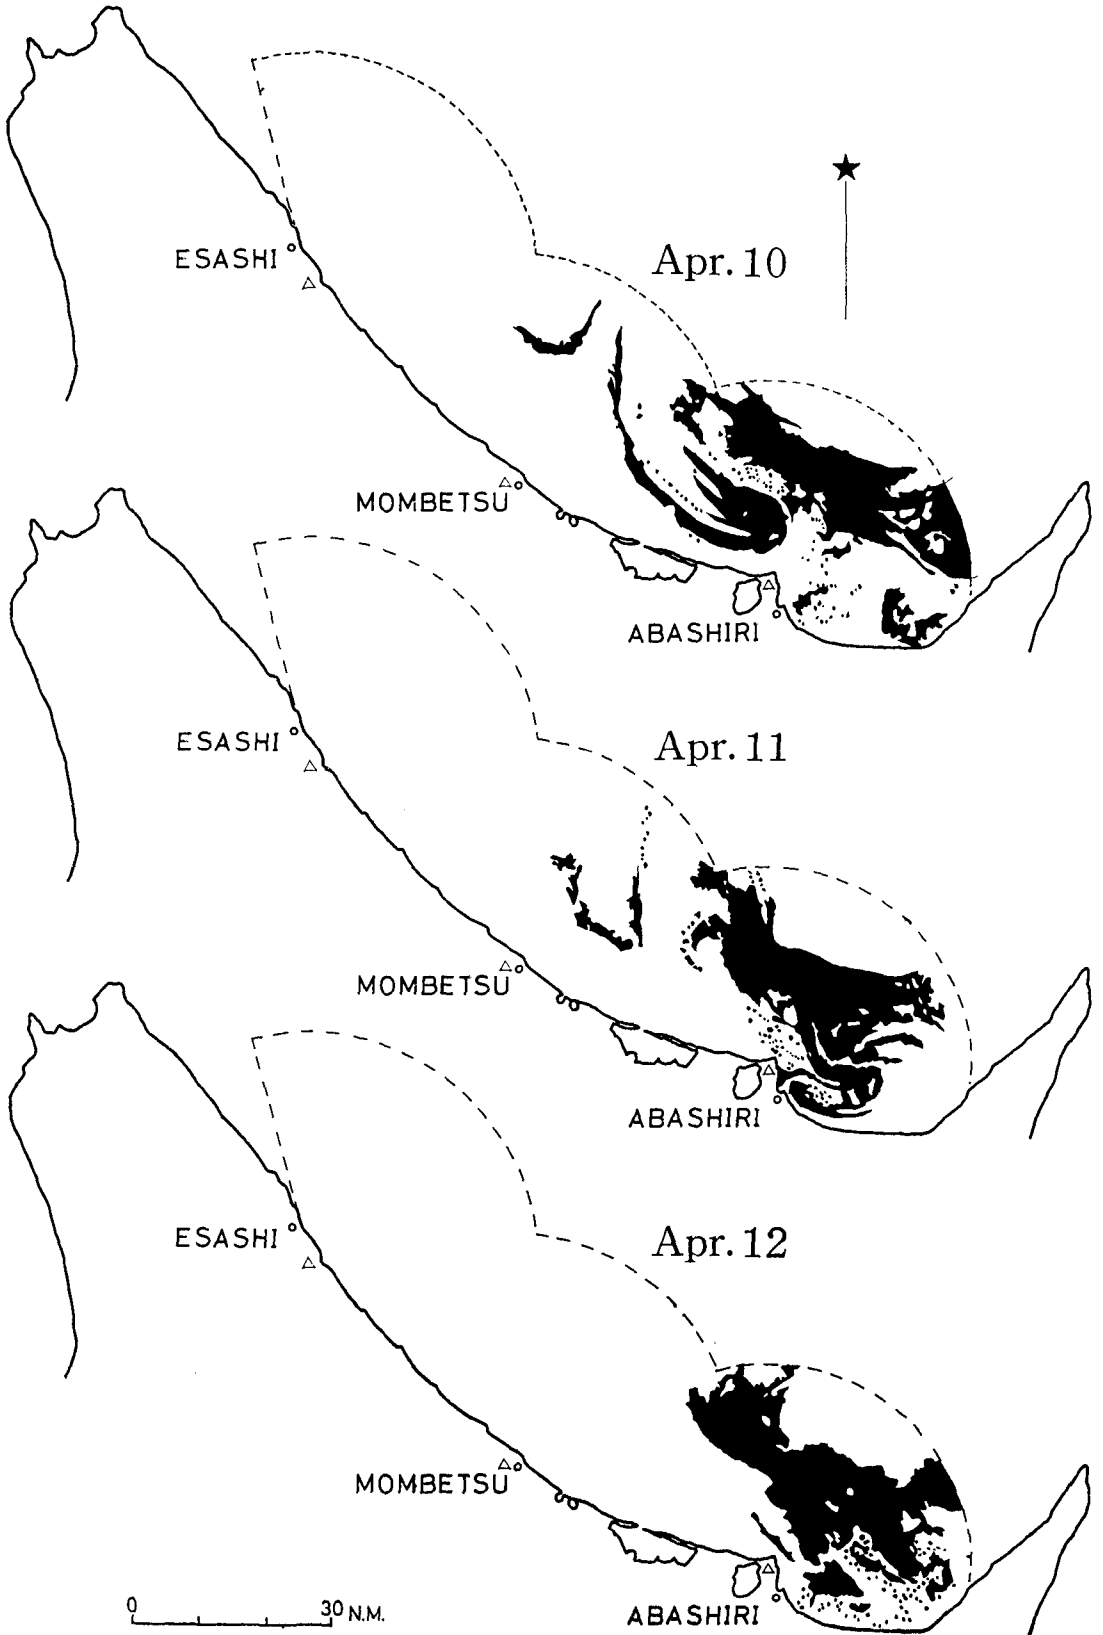 Apr. 10
ESASHI
MOMBETSU
ABASHIRI
Apr. 11
ESASHI
MOMBETSU
ABASHIRI
Apr. 12
ESASHI
MOMBETSU
ABASHIRI
0 30 N.M.